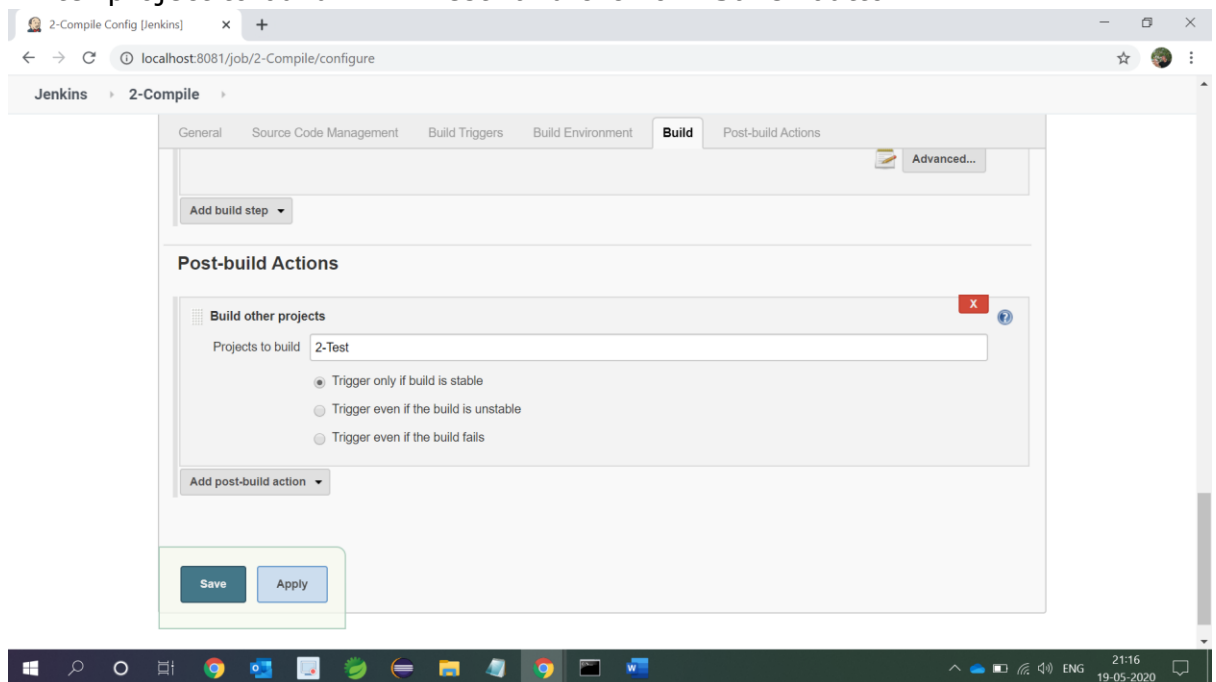 2-Compile Config [Jenkins]
localhost:8081/job/2-Compile/configure
Jenkins 2-Compile
General Source Code Management Build Triggers Build Environment Build Post-build Actions
Advanced...
Add build step
Post-build Actions
X
Build other projects
Projects to build 2-Test
Trigger only if build is stable
Trigger even if the build is unstable
Trigger even if the build fails
Add post-build action
Save Apply
21:16
ENG
19-05-2020